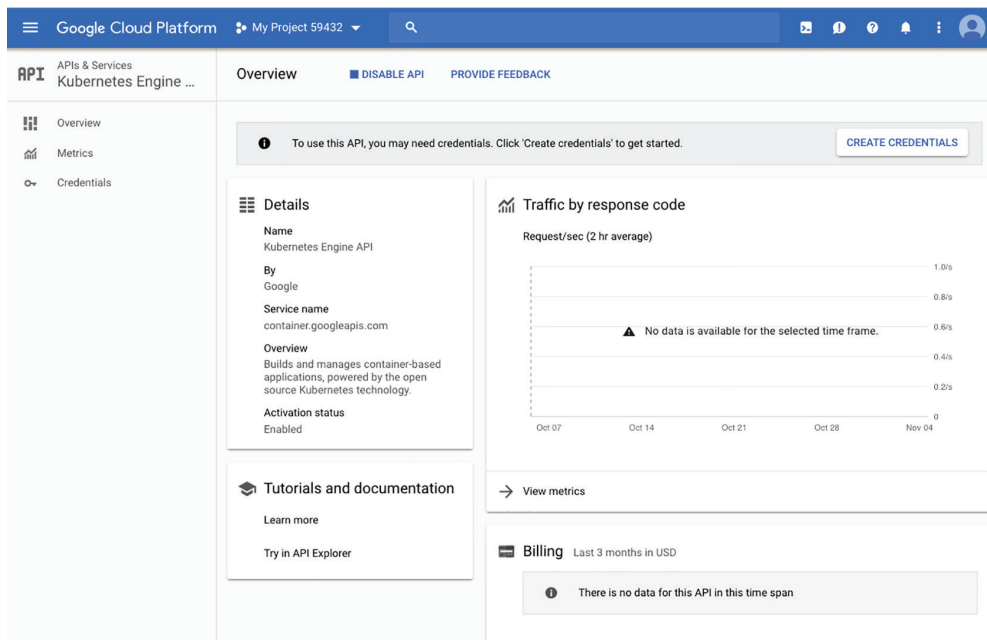 Google Cloud Platform
My Project 59432
API
APIs & Services
Kubernetes Engine ...
Overview
Metrics
Credentials
Overview
DISABLE API
PROVIDE FEEDBACK
To use this API, you may need credentials. Click 'Create credentials' to get started.
CREATE CREDENTIALS
Details
Name
Kubernetes Engine API
By
Google
Service name
container.googleapis.com
Overview
Builds and manages container-based
applications, powered by the open
source Kubernetes technology.
Activation status
Enabled
Tutorials and documentation
Learn more
Try in API Explorer
Traffic by response code
Request/sec (2 hr average)
1.0/s
0.8/s
0.6/s
0.4/s
0.2/s
0
No data is available for the selected time frame.
Oct 07
Oct 14
Oct 21
Oct 28
Nov 04
View metrics
Billing Last 3 months in USD
There is no data for this API in this time span